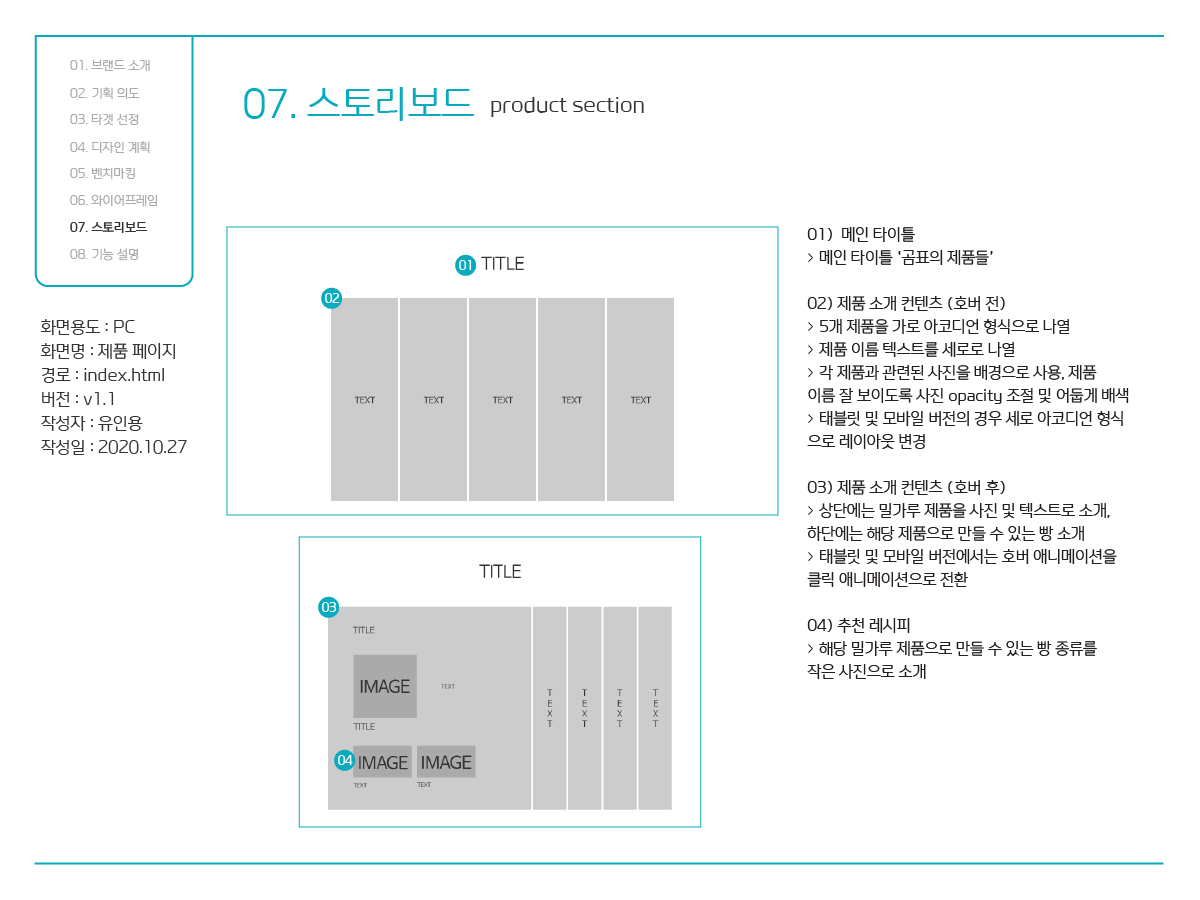 01. 브랜드 소개
02. 기획 의도
03. 타겟 선정
04. 디자인 계획
05. 벤치마킹
06. 와이어프레임
07. 스토리보드
08. 기능 설명
화면용도 : PC
화면명 : 제품 페이지
경로 : index.html
버전 : v1.1
작성자 : 유인용
작성일 : 2020.10.27
07. 스토리보드 product section
01 TITLE
02
TEXT TEXT TEXT TEXT TEXT
TITLE
03
TITLE
IMAGE TEXT
TITLE
04 IMAGE IMAGE
TEXT TEXT
TEXT TEXT TEXT TEXT
01) 메인 타이틀
> 메인 타이틀 '곰표의 제품들'
02) 제품 소개 컨텐츠 (호버 전)
> 5개 제품을 가로 아코디언 형식으로 나열
> 제품 이름 텍스트를 세로로 나열
> 각 제품과 관련된 사진을 배경으로 사용, 제품
이름 잘 보이도록 사진 opacity 조절 및 어둡게 배색
> 태블릿 및 모바일 버전의 경우 세로 아코디언 형식
으로 레이아웃 변경
03) 제품 소개 컨텐츠 (호버 후)
> 상단에는 밀가루 제품을 사진 및 텍스트로 소개,
하단에는 해당 제품으로 만들 수 있는 빵 소개
> 태블릿 및 모바일 버전에서는 호버 애니메이션을
클릭 애니메이션으로 전환
04) 추천 레시피
> 해당 밀가루 제품으로 만들 수 있는 빵 종류를
작은 사진으로 소개